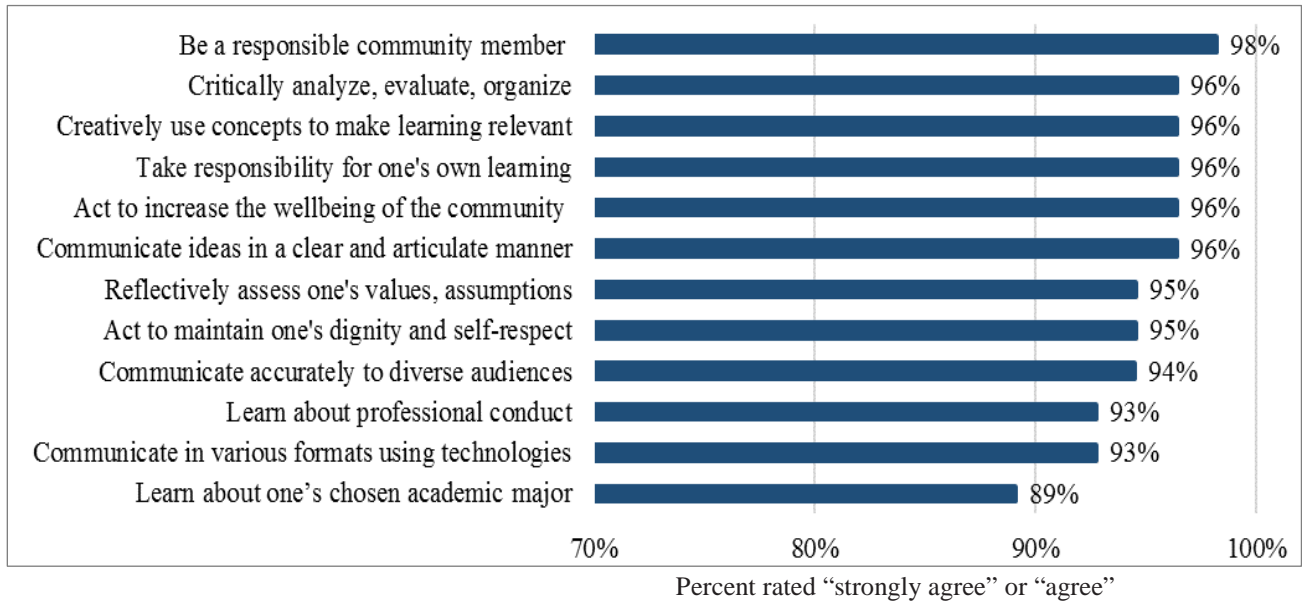 Be a responsible community member 98%
Critically analyze, evaluate, organize 96%
Creatively use concepts to make learning relevant 96%
Take responsibility for one's own learning 96%
Act to increase the wellbeing of the community 96%
Communicate ideas in a clear and articulate manner 96%
Reflectively assess one's values, assumptions 95%
Act to maintain one's dignity and self-respect 95%
Communicate accurately to diverse audiences 94%
Learn about professional conduct 93%
Communicate in various formats using technologies 93%
Learn about one’s chosen academic major 89%
70% 80% 90% 100%
Percent rated “strongly agree” or “agree”